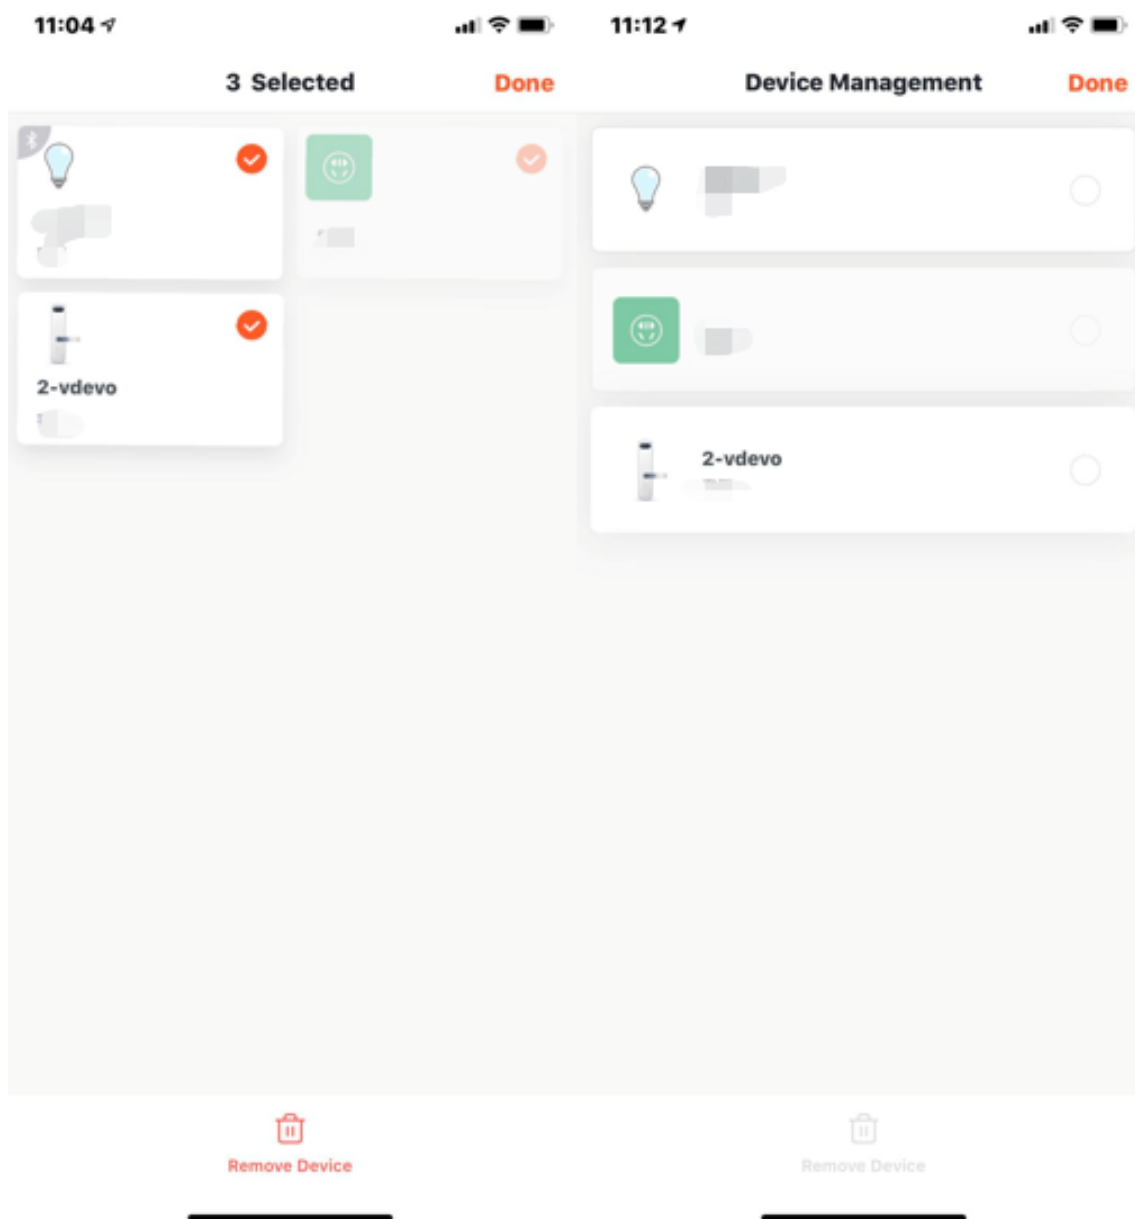 11:04
3 Selected
Done
2-vdevo
Remove Device
11:12
Device Management
Done
2-vdevo
Remove Device